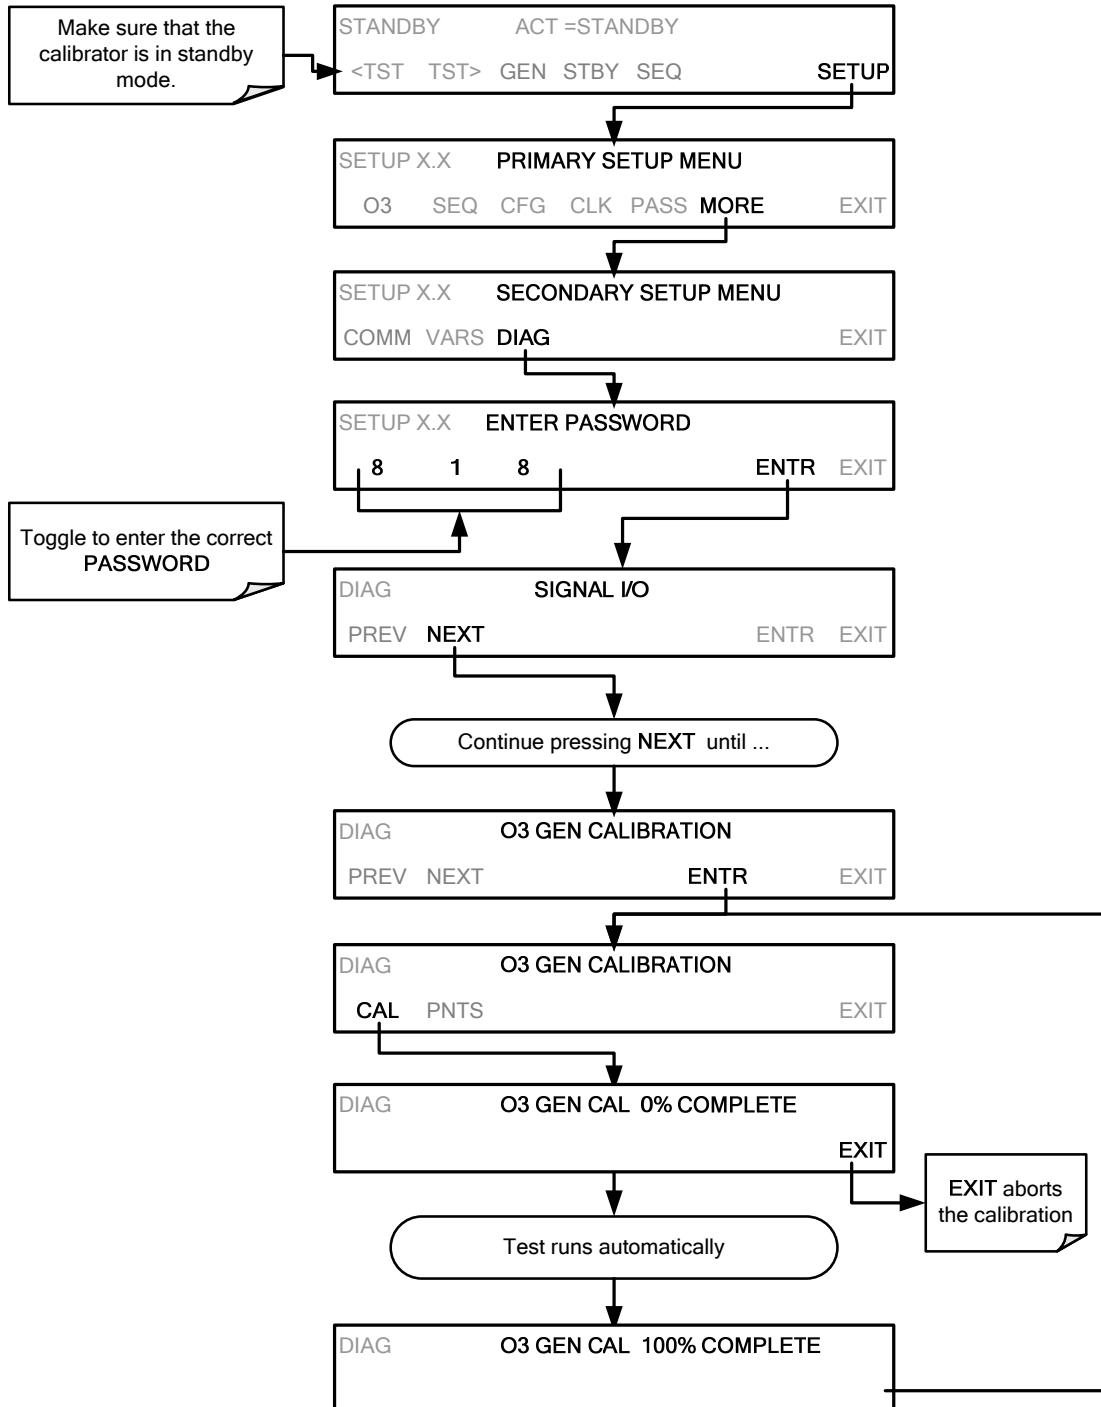 Make sure that the
calibrator is in standby
mode.
STANDBY ACT =STANDBY
<TST TST> GEN STBY SEQ SETUP
SETUP X.X PRIMARY SETUP MENU
O3 SEQ CFG CLK PASS MORE EXIT
SETUP X.X SECONDARY SETUP MENU
COMM VARS DIAG EXIT
SETUP X.X ENTER PASSWORD
8 1 8 ENTR EXIT
Toggle to enter the correct
PASSWORD
DIAG SIGNAL I/O
PREV NEXT ENTR EXIT
Continue pressing NEXT until ...
DIAG O3 GEN CALIBRATION
PREV NEXT ENTR EXIT
DIAG O3 GEN CALIBRATION
CAL PNTS EXIT
DIAG O3 GEN CAL 0% COMPLETE
EXIT
EXIT aborts
the calibration
Test runs automatically
DIAG O3 GEN CAL 100% COMPLETE